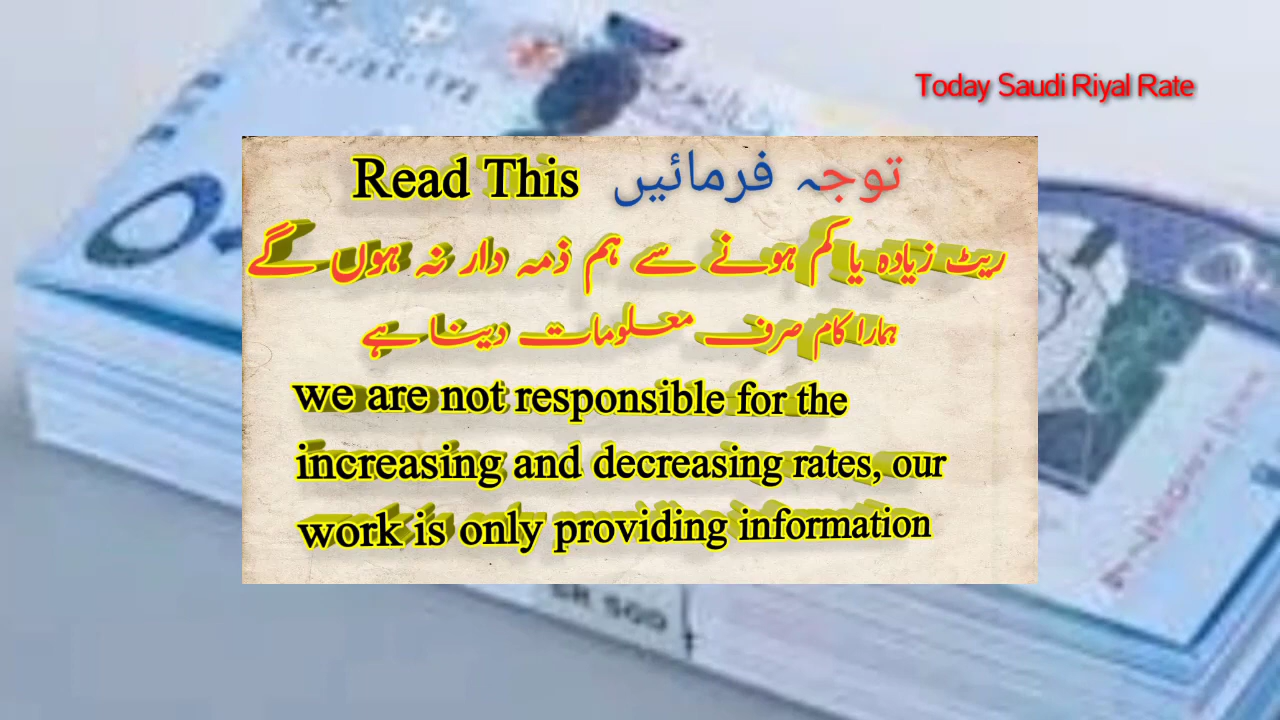 Today Saudi Riyal Rate
Read This توجہ فرمائیں
ریٹ زیادہ یا کم ہونے سے ہم ذمہ دار نہ ہوں گے
ہمارا کام صرف معلومات دینا ہے
we are not responsible for the
increasing and decreasing rates, our
work is only providing information
SR 500